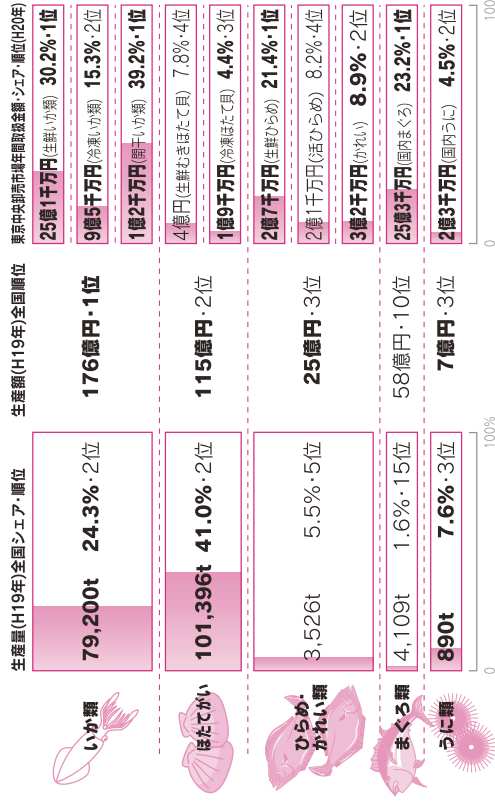 生産量(H19年)全国シェア・順位
生産額(H19年)全国順位
東京中央卸売市場年間取扱金額・シェア・順位(H20年)
いか類
79,200t 24.3%・2位
176億円・1位
25億1千万円(生鮮いか類) 30.2%・1位
9億5千万円(冷凍いか類) 15.3%・2位
1億2千万円(開干いか類) 39.2%・1位
ほたてがい
101,396t 41.0%・2位
115億円・2位
4億円(生鮮むきほたて貝) 7.8%・4位
1億9千万円(冷凍ほたて貝) 4.4%・3位
ひらめ・
かれい類
3,526t 5.5%・5位
25億円・3位
2億7千万円(生鮮ひらめ) 21.4%・1位
2億1千万円(活ひらめ) 8.2%・4位
3億2千万円(かれい) 8.9%・2位
まぐろ類
4,109t 1.6%・15位
58億円・10位
25億3千万円(国内まぐろ) 23.2%・1位
うに類
890t 7.6%・3位
7億円・3位
2億3千万円(国内うに) 4.5%・2位
0 100%
0 100